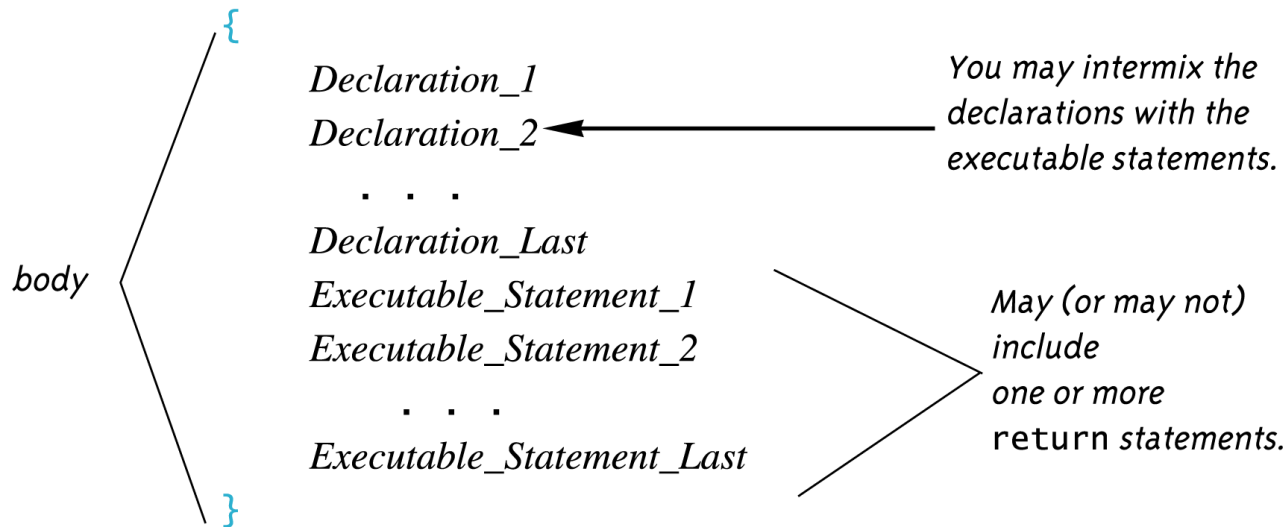 {
Declaration_1
Declaration_2
. . .
Declaration_Last
Executable_Statement_1
Executable_Statement_2
. . .
Executable_Statement_Last
}
body
You may intermix the
declarations with the
executable statements.
May (or may not)
include
one or more
return statements.